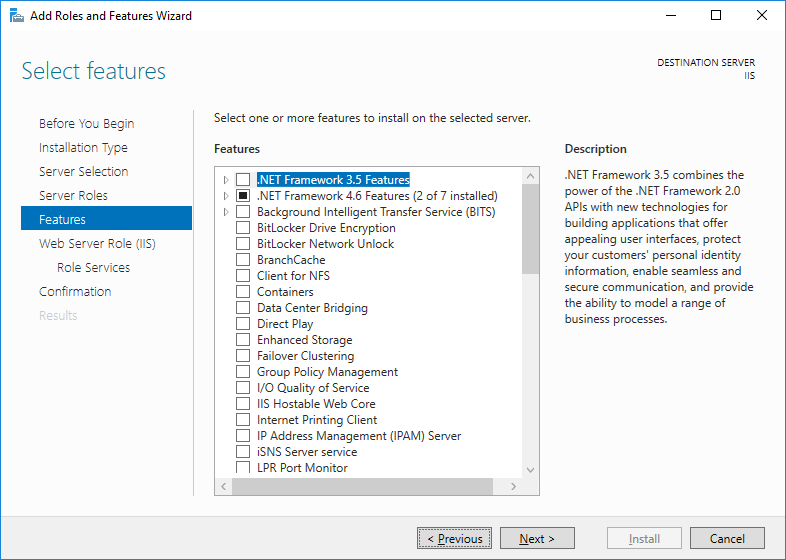 Add Roles and Features Wizard
Select features
DESTINATION SERVER
IIS
Before You Begin
Installation Type
Server Selection
Server Roles
Features
Web Server Role (IIS)
Role Services
Confirmation
Results
Select one or more features to install on the selected server.
Features
.NET Framework 3.5 Features
.NET Framework 4.6 Features (2 of 7 installed)
Background Intelligent Transfer Service (BITS)
BitLocker Drive Encryption
BitLocker Network Unlock
BranchCache
Client for NFS
Containers
Data Center Bridging
Direct Play
Enhanced Storage
Failover Clustering
Group Policy Management
I/O Quality of Service
IIS Hostable Web Core
Internet Printing Client
IP Address Management (IPAM) Server
iSNS Server service
LPR Port Monitor
Description
.NET Framework 3.5 combines the
power of the .NET Framework 2.0
APIs with new technologies for
building applications that offer
appealing user interfaces, protect
your customers' personal identity
information, enable seamless and
secure communication, and provide
the ability to model a range of
business processes.
< Previous
Next >
Install
Cancel